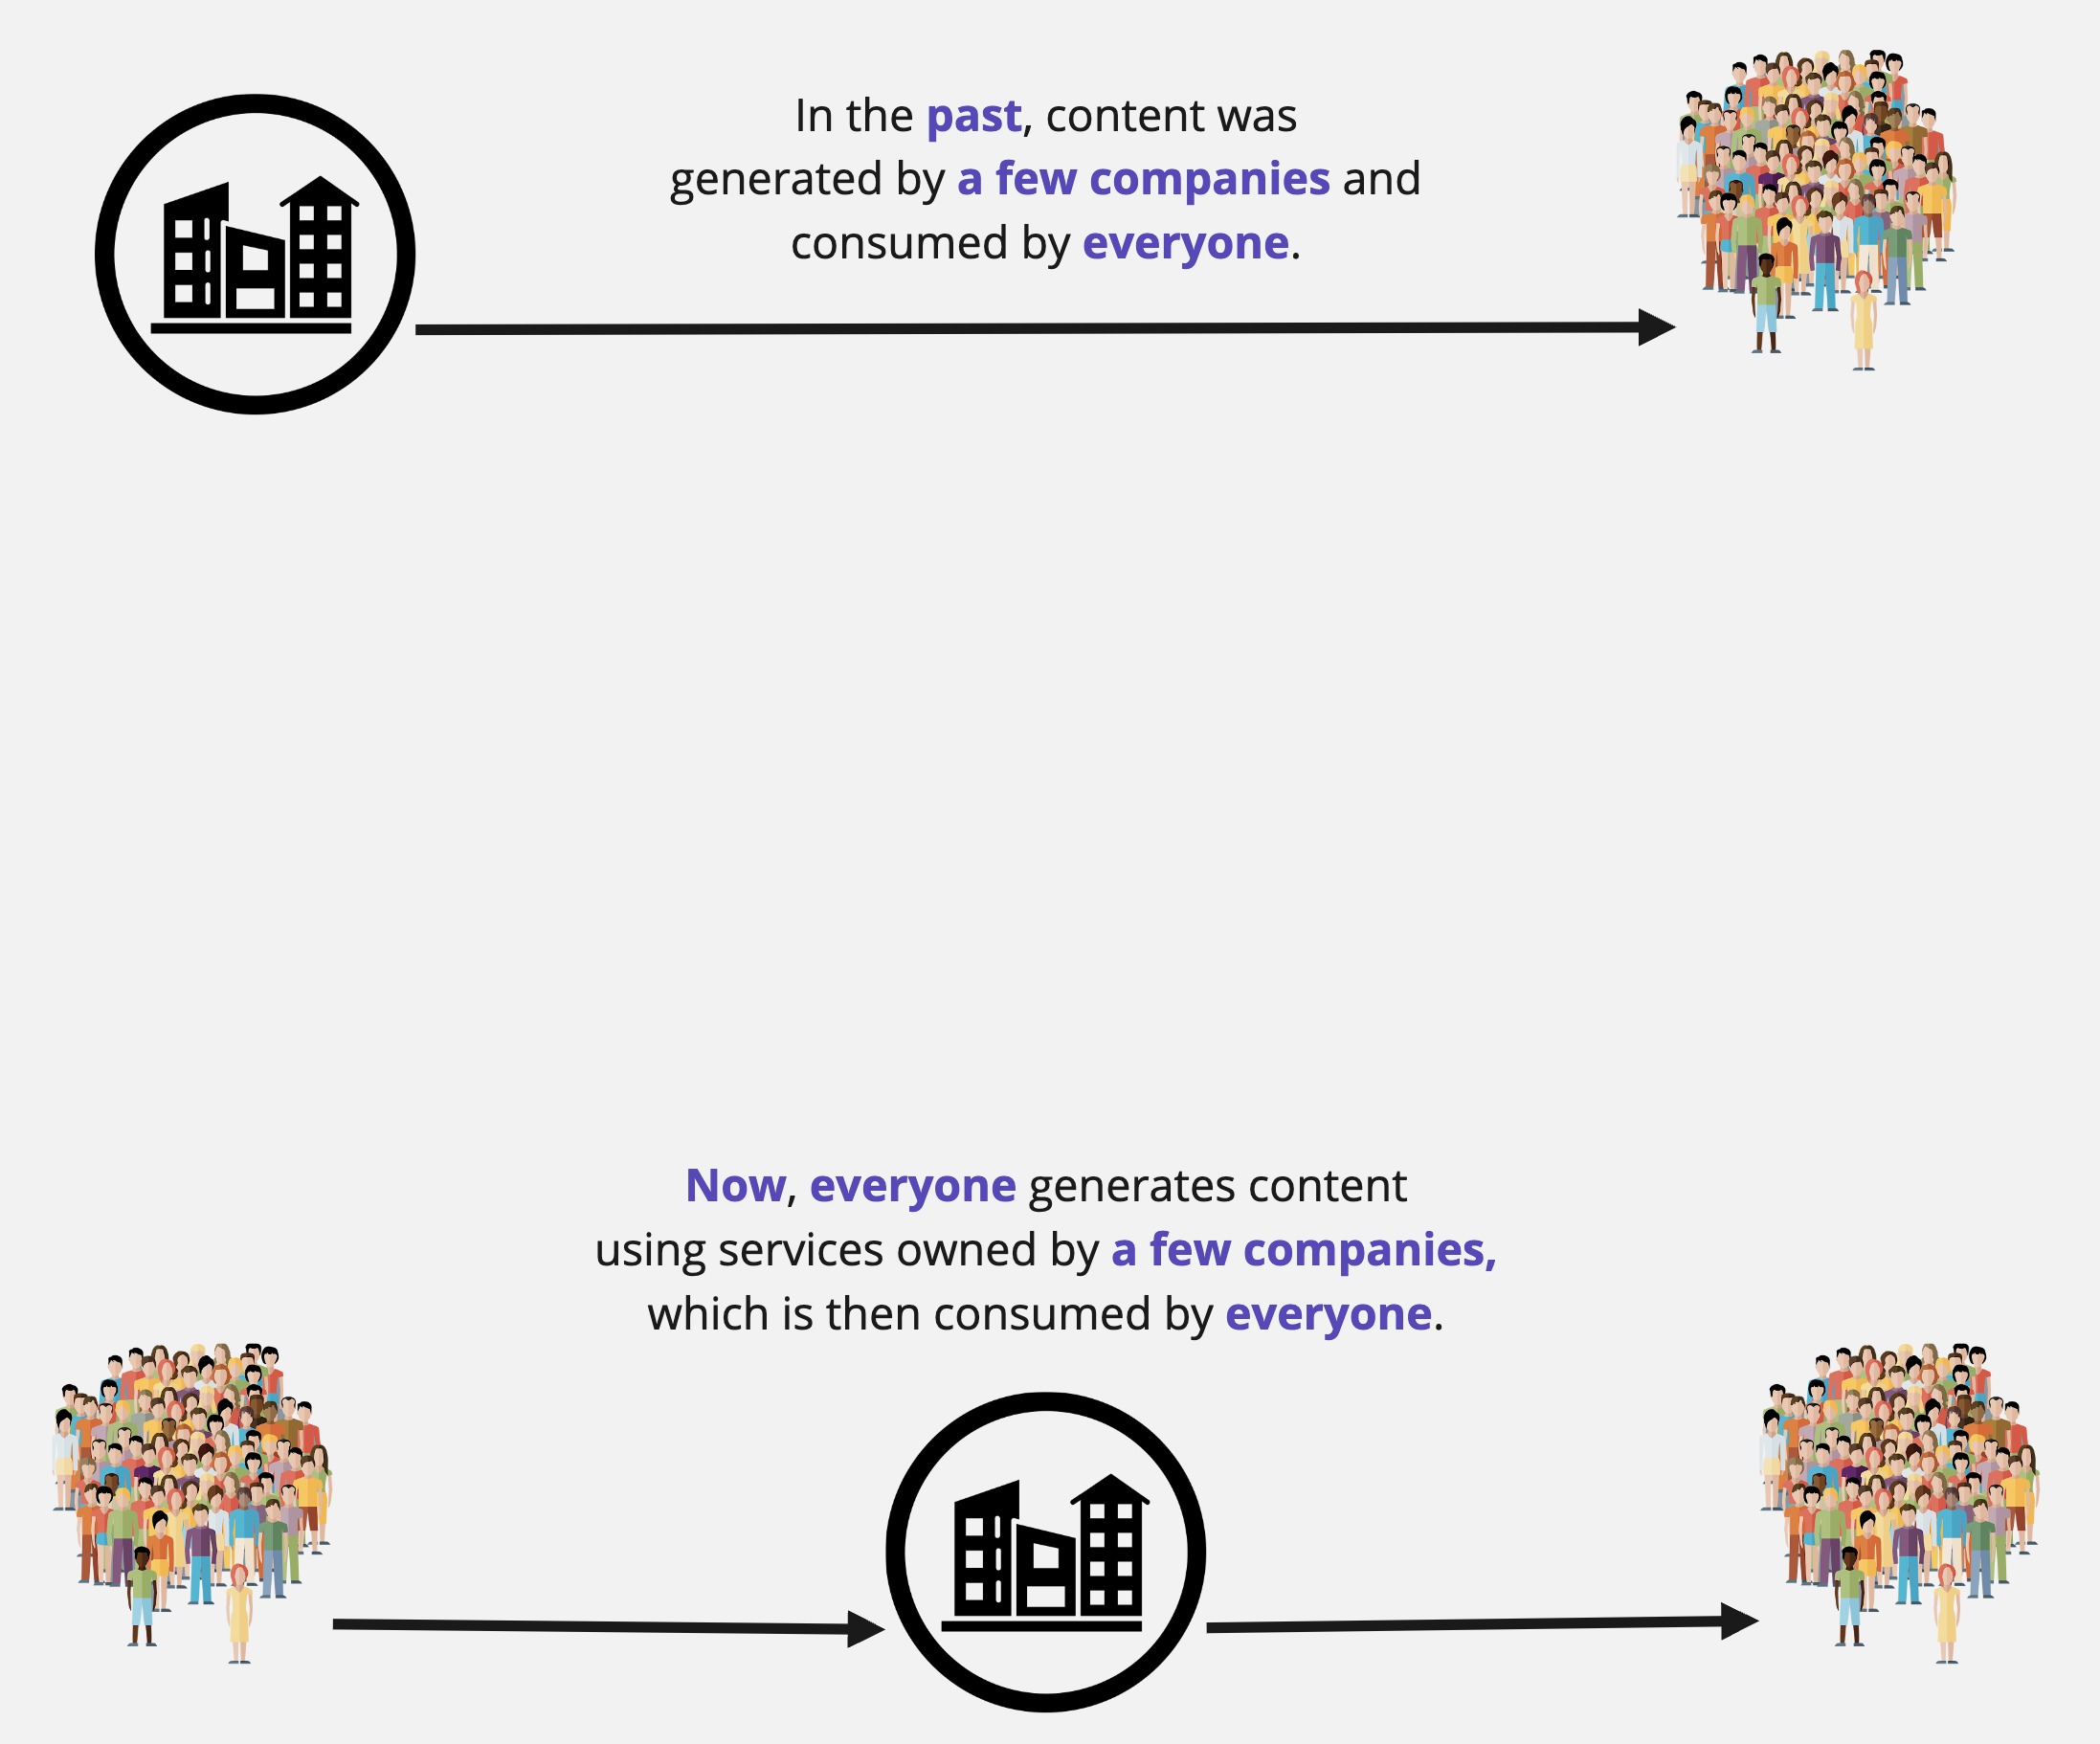 In the past, content was
generated by a few companies and
consumed by everyone.
Now, everyone generates content
using services owned by a few companies,
which is then consumed by everyone.